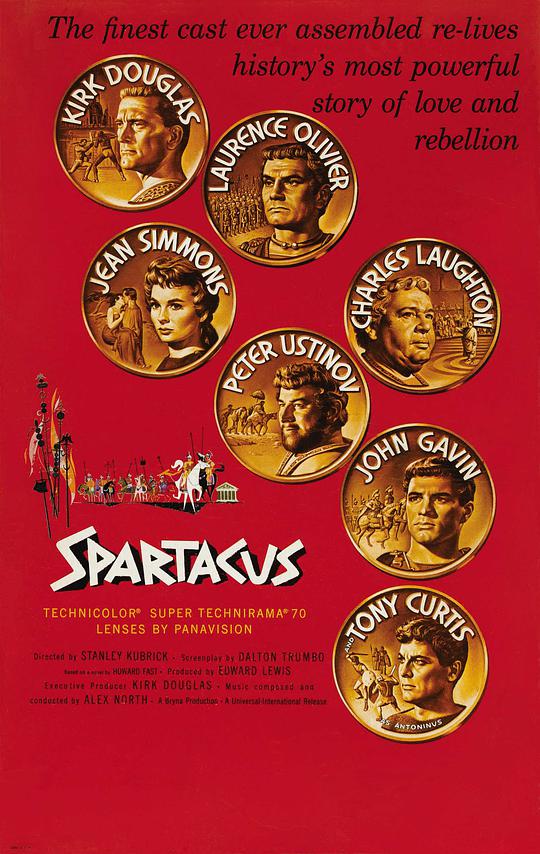 The finest cast ever assembled re-lives
history's most powerful
story of love and
rebellion
KIRK DOUGLAS
LAURENCE OLIVIER
JEAN SIMMONS
CHARLES LAUGHTON
PETER USTINOV
JOHN GAVIN
SPARTACUS
TECHNICOLOR® SUPER TECHNIRAMA® 70
LENSES BY PANAVISION
AND TONY CURTIS
AS ANTONINUS
Directed by STANLEY KUBRICK · Screenplay by DALTON TRUMBO
Based on a novel by HOWARD FAST · Produced by EDWARD LEWIS
Executive Producer KIRK DOUGLAS · Music composed and
conducted by ALEX NORTH · A Bryna Production · A Universal-International Release